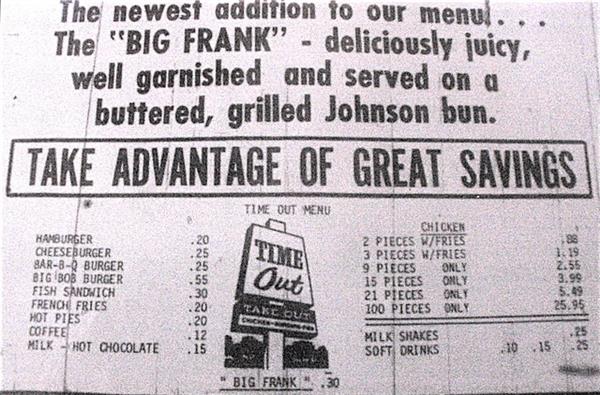 The newest addition to our menu. . .
The "BIG FRANK" - deliciously juicy,
well garnished and served on a
buttered, grilled Johnson bun.
TAKE ADVANTAGE OF GREAT SAVINGS
TIME OUT MENU
HAMBURGER .20
CHEESEBURGER .25
BAR-B-Q BURGER .25
BIG BOB BURGER .55
FISH SANDWICH .30
FRENCH FRIES .20
HOT PIES .20
COFFEE .12
MILK - HOT CHOCOLATE .15
TIME
Out
TAKE OUT
" BIG FRANK " .30
CHICKEN
2 PIECES W/FRIES .88
3 PIECES W/FRIES 1.19
9 PIECES ONLY 2.55
15 PIECES ONLY 3.99
21 PIECES ONLY 5.49
100 PIECES ONLY 25.95
MILK SHAKES .25
SOFT DRINKS .10 .15 .25